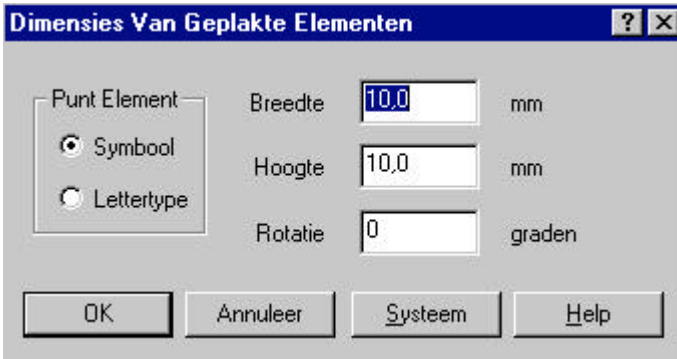 Dimensies Van Geplakte Elementen
Punt Element
Symbool
Lettertype
Breedte 10,0 mm
Hoogte 10,0 mm
Rotatie 0 graden
OK Annuleer Systeem Help